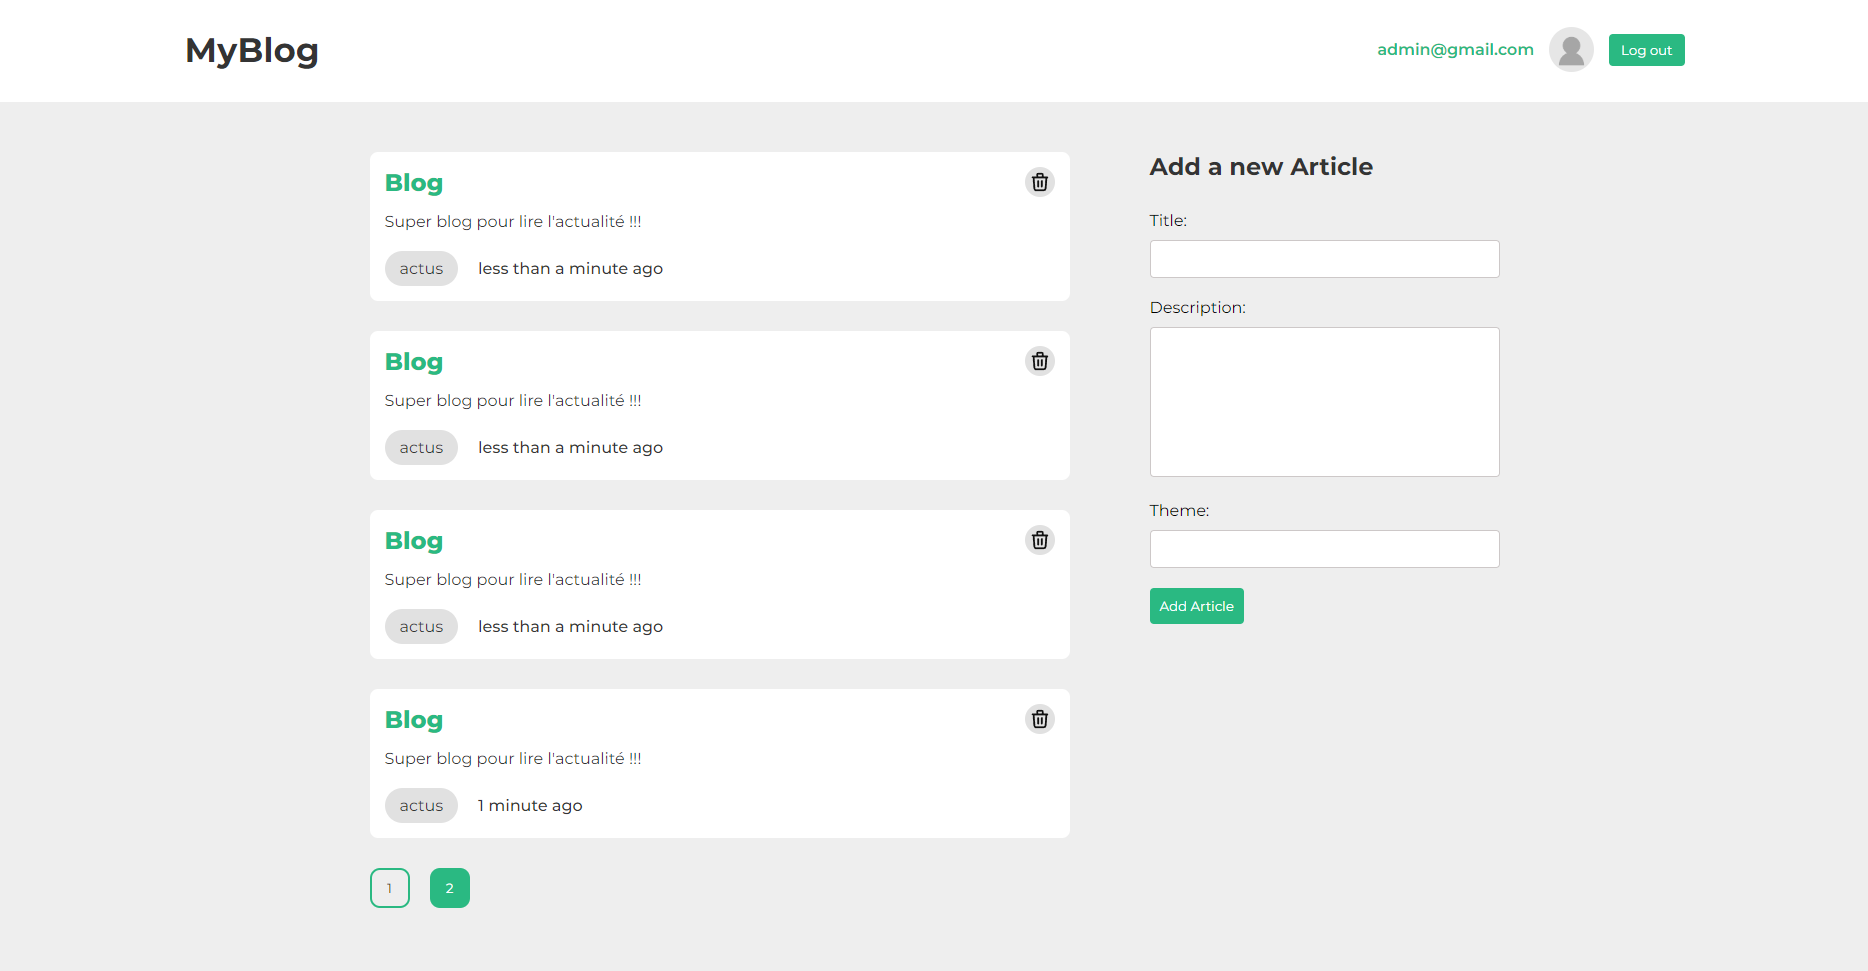 MyBlog
admin@gmail.com
Log out
Blog
Super blog pour lire l'actualité !!!
actus less than a minute ago
Blog
Super blog pour lire l'actualité !!!
actus less than a minute ago
Blog
Super blog pour lire l'actualité !!!
actus less than a minute ago
Blog
Super blog pour lire l'actualité !!!
actus 1 minute ago
1 2
Add a new Article
Title:
Description:
Theme:
Add Article